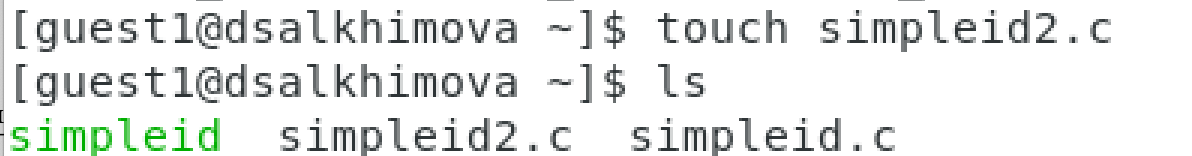 [guest1@dsalkhimova ~]$ touch simpleid2.c
[guest1@dsalkhimova ~]$ ls
simpleid  simpleid2.c  simpleid.c